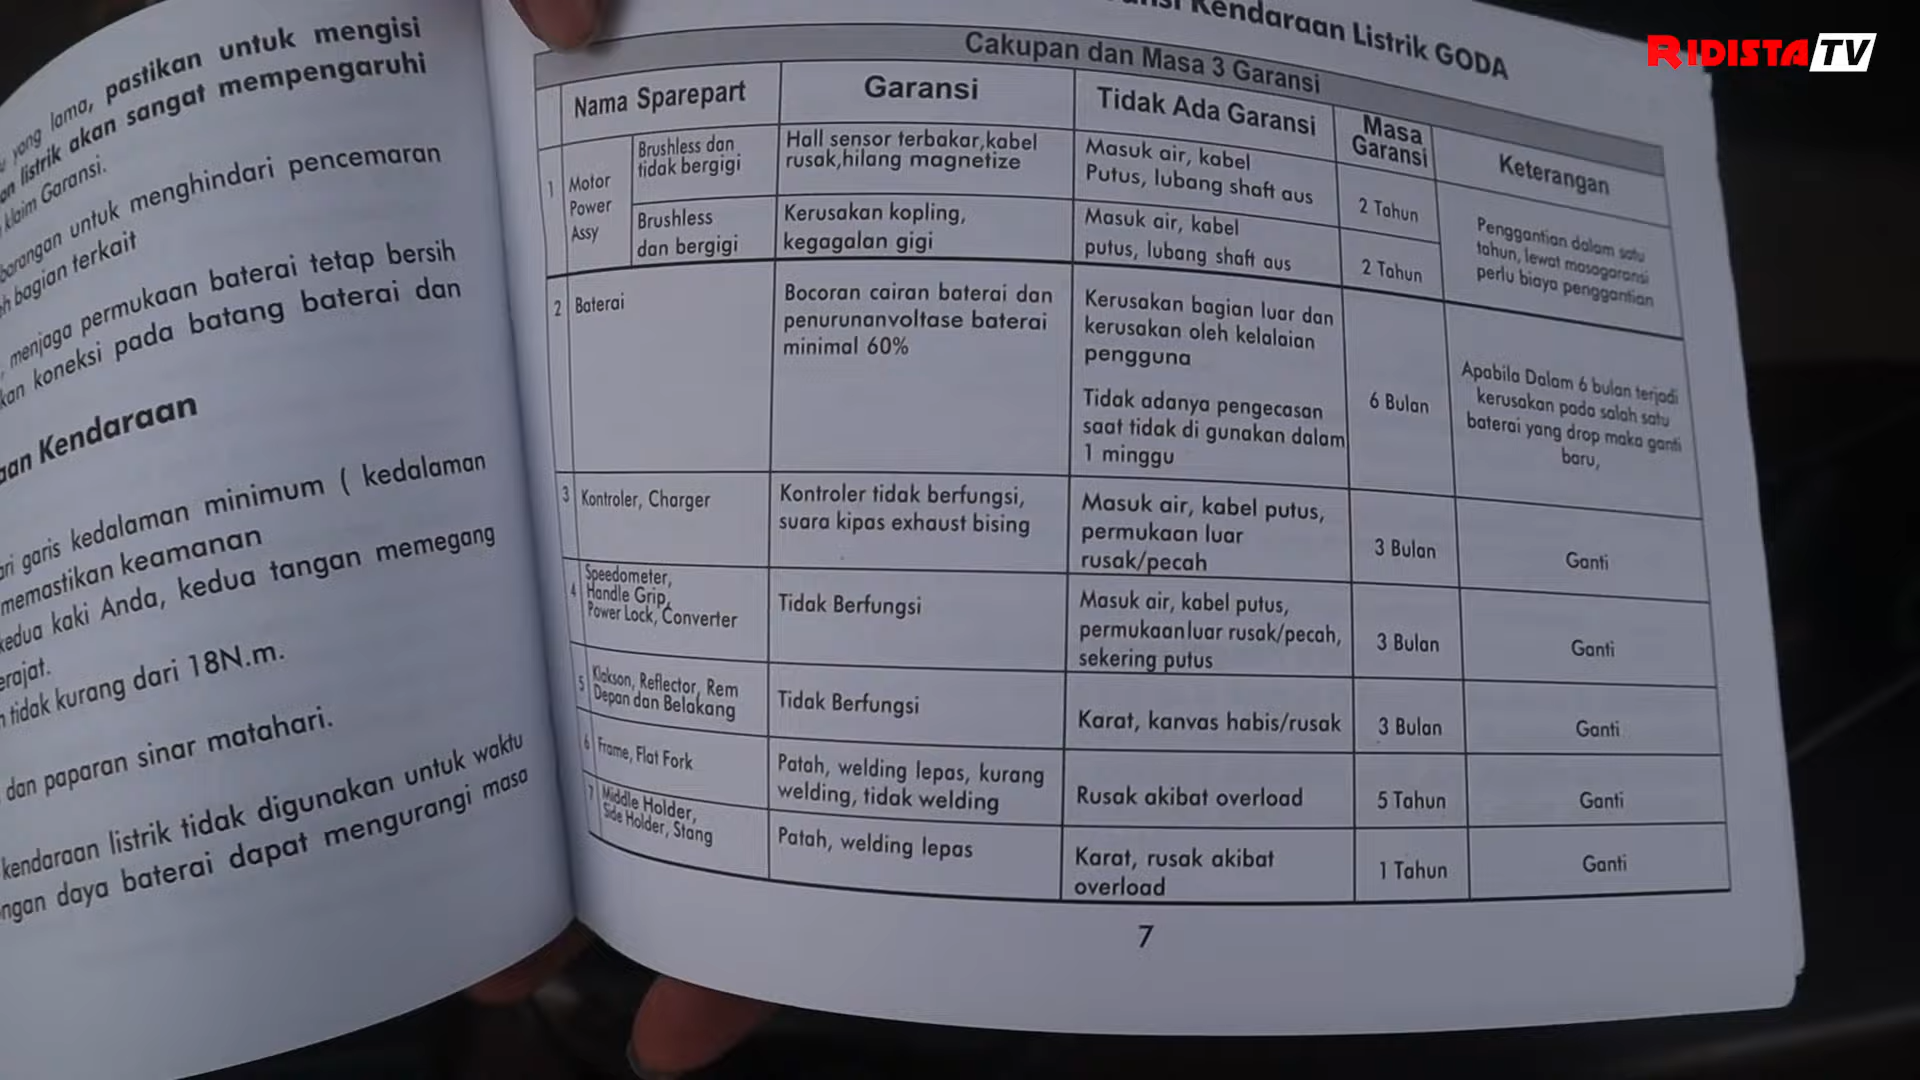 yang lama, pastikan untuk mengisi
listrik akan sangat mempengaruhi
klaim Garansi.
untuk menghindari pencemaran
bagian terkait
menjaga permukaan baterai tetap bersih
koneksi pada batang baterai dan
Kendaraan
garis kedalaman minimum ( kedalaman
memastikan keamanan
kedua kaki Anda, kedua tangan memegang
tidak kurang dari 18N.m.
dan paparan sinar matahari.
kendaraan listrik tidak digunakan untuk waktu
daya baterai dapat mengurangi masa
Kendaraan Listrik GODA
Cakupan dan Masa 3 Garansi
Nama Sparepart
Garansi
Tidak Ada Garansi
Masa
Garansi
Keterangan
1
Motor
Power
Assy
Brushless dan
tidak bergigi
Hall sensor terbakar,kabel
rusak,hilang magnetize
Masuk air, kabel
Putus, lubang shaft aus
2 Tahun
Brushless
dan bergigi
Kerusakan kopling,
kegagalan gigi
Masuk air, kabel
putus, lubang shaft aus
2 Tahun
Penggantian dalam satu
tahun, lewat masagaransi
perlu biaya penggantian
2
Baterai
Bocoran cairan baterai dan
penurunanvoltase baterai
minimal 60%
Kerusakan bagian luar dan
kerusakan oleh kelalaian
pengguna
Tidak adanya pengecasan
saat tidak di gunakan dalam
1 minggu
6 Bulan
Apabila Dalam 6 bulan terjadi
kerusakan pada salah satu
baterai yang drop maka ganti
baru,
3
Kontroler, Charger
Kontroler tidak berfungsi,
suara kipas exhaust bising
Masuk air, kabel putus,
permukaan luar
rusak/pecah
3 Bulan
Ganti
4
Speedometer,
Handle Grip,
Power Lock, Converter
Tidak Berfungsi
Masuk air, kabel putus,
permukaanluar rusak/pecah,
sekering putus
3 Bulan
Ganti
5
Klakson, Reflector, Rem
Depan dan Belakang
Tidak Berfungsi
Karat, kanvas habis/rusak
3 Bulan
Ganti
6
Frame, Flat Fork
Patah, welding lepas, kurang
welding, tidak welding
Rusak akibat overload
5 Tahun
Ganti
7
Middle Holder,
Side Holder, Stang
Patah, welding lepas
Karat, rusak akibat
overload
1 Tahun
Ganti
7
RIDISTA TV